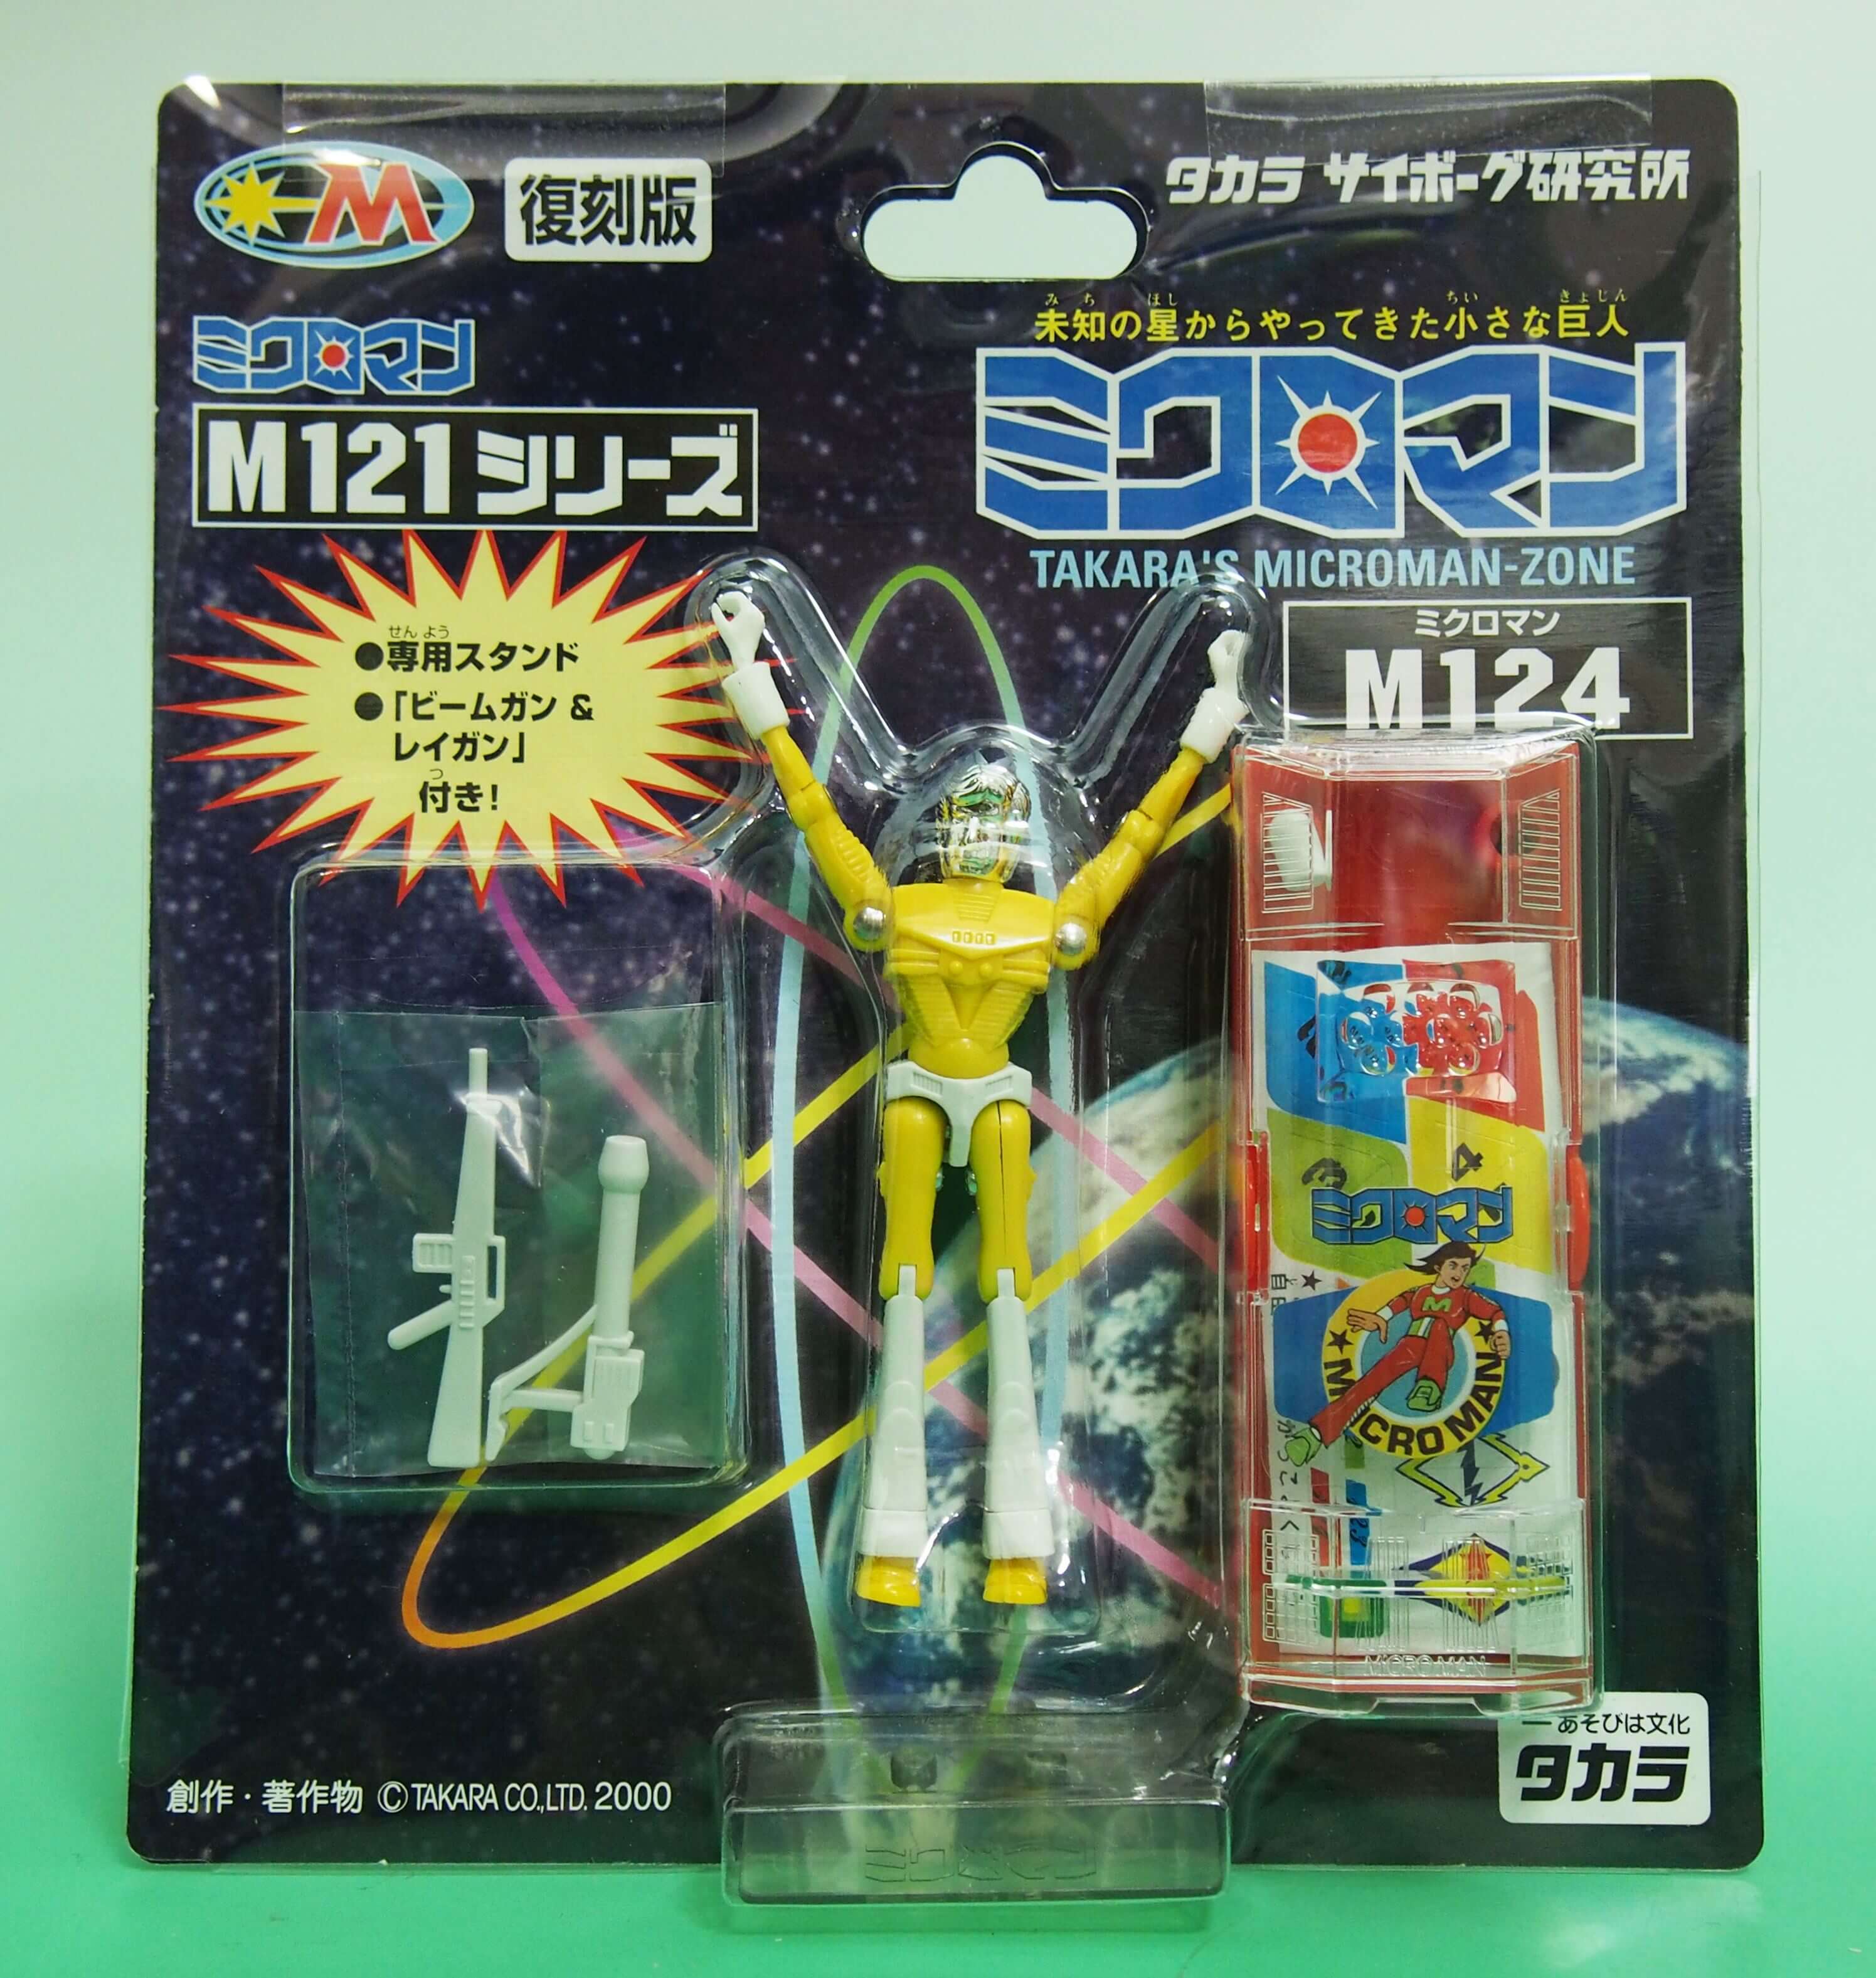 M
復刻版
タカラ サイボーグ研究所
ミクロマン
M121シリーズ
みち ほし ちい きょじん
未知の星からやってきた小さな巨人
ミクロマン
TAKARA'S MICROMAN-ZONE
ミクロマン
M124
せんよう
●専用スタンド
●「ビームガン &
レイガン」
つ
付き!
ミクロマン
M
MICROMAN
MICROMAN
ー あそびは文化
タカラ
創作・著作物 ©TAKARA CO.,LTD. 2000
ミクロマン